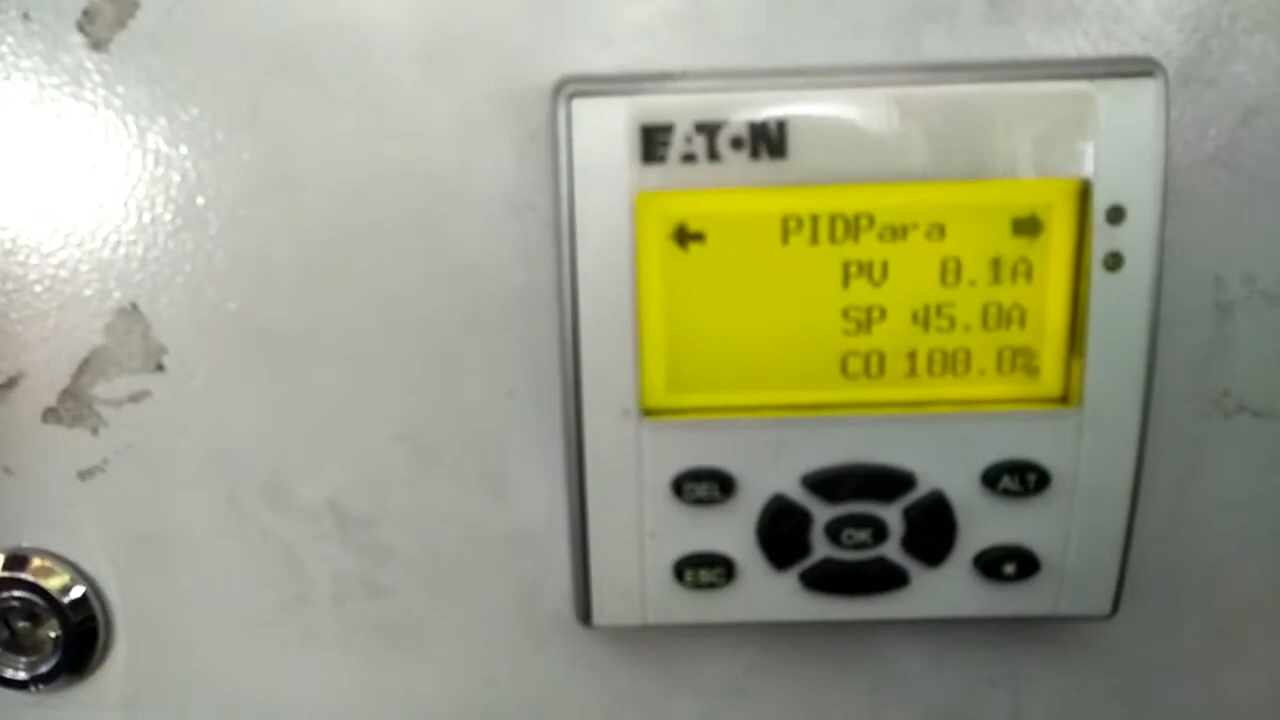 EATON
PIDPara
PV 0.1A
SP 45.0A
CO 100.0%
DEL
ALT
OK
ESC